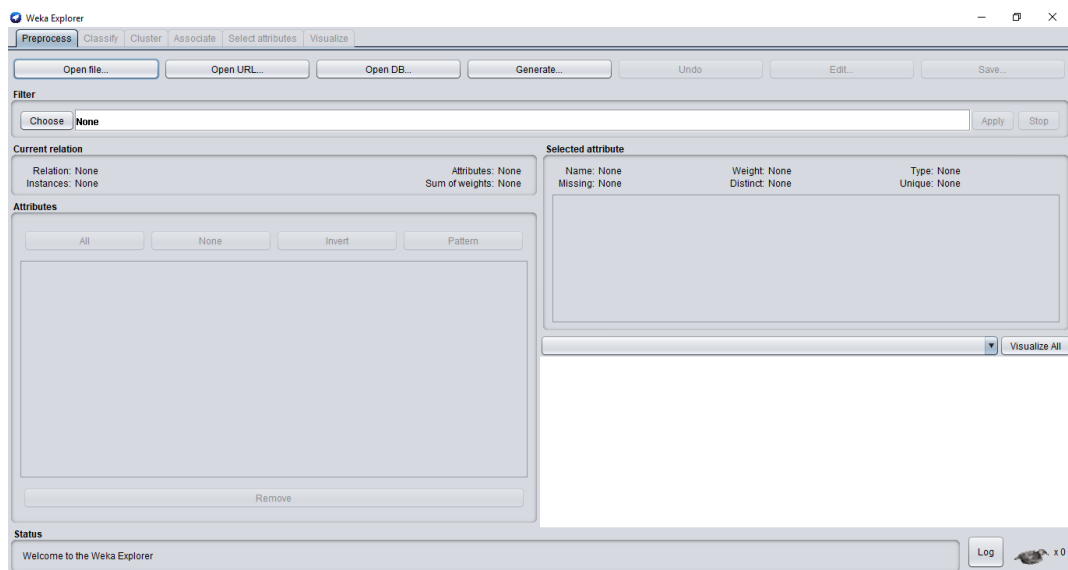 Weka Explorer
Preprocess Classify Cluster Associate Select attributes Visualize
Open file... Open URL... Open DB... Generate... Undo Edit... Save...
Filter
Choose None Apply Stop
Current relation
Relation: None Attributes: None
Instances: None Sum of weights: None
Selected attribute
Name: None Weight: None Type: None
Missing: None Distinct: None Unique: None
Attributes
All None Invert Pattern
Remove
Visualize All
Status
Welcome to the Weka Explorer
Log x 0